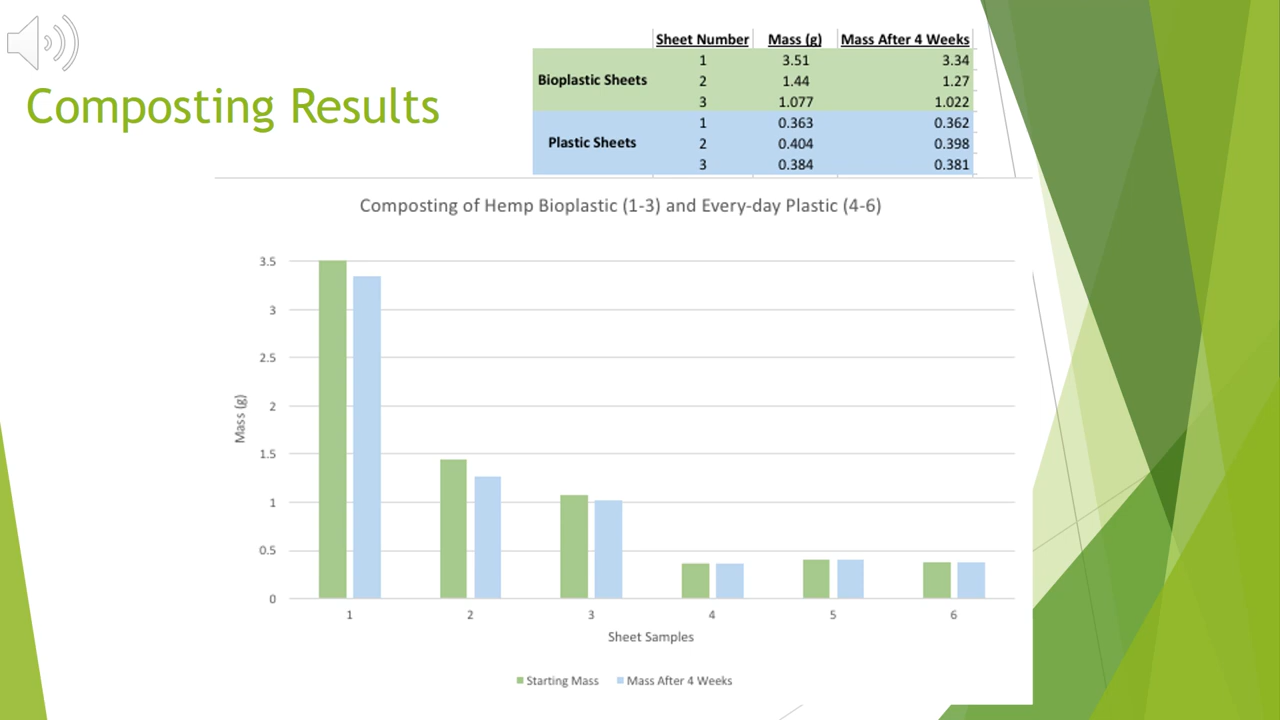 Composting Results
Sheet Number Mass (g) Mass After 4 Weeks
Bioplastic Sheets
1 3.51 3.34
2 1.44 1.27
3 1.077 1.022
Plastic Sheets
1 0.363 0.362
2 0.404 0.398
3 0.384 0.381
Composting of Hemp Bioplastic (1-3) and Every-day Plastic (4-6)
3.5
3
2.5
2
1.5
1
0.5
0
Mass (g)
1 2 3 4 5 6
Sheet Samples
Starting Mass Mass After 4 Weeks